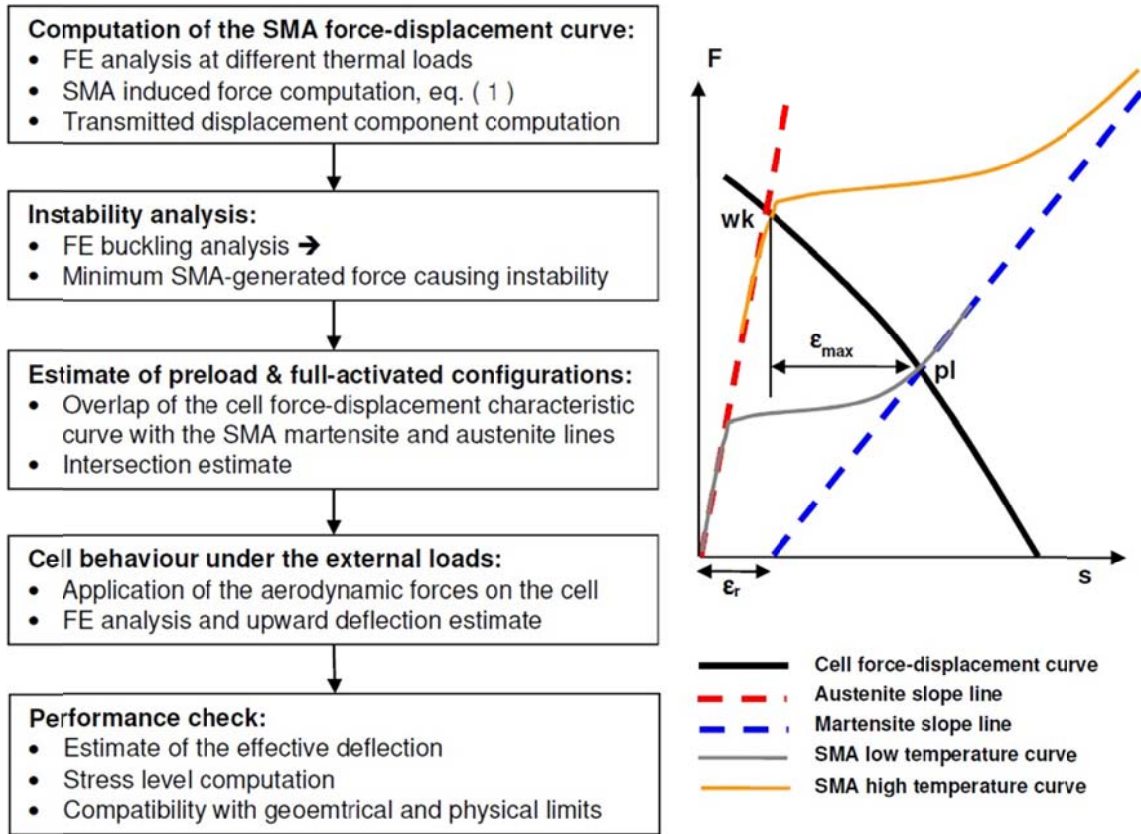 Computation of the SMA force-displacement curve:
• FE analysis at different thermal loads
• SMA induced force computation, eq. ( 1 )
• Transmitted displacement component computation
Instability analysis:
• FE buckling analysis ➔
• Minimum SMA-generated force causing instability
Estimate of preload & full-activated configurations:
• Overlap of the cell force-displacement characteristic
curve with the SMA martensite and austenite lines
• Intersection estimate
Cell behaviour under the external loads:
• Application of the aerodynamic forces on the cell
• FE analysis and upward deflection estimate
Performance check:
• Estimate of the effective deflection
• Stress level computation
• Compatibility with geoemtrical and physical limits
F
wk
εmax
pl
s
εr
Cell force-displacement curve
Austenite slope line
Martensite slope line
SMA low temperature curve
SMA high temperature curve